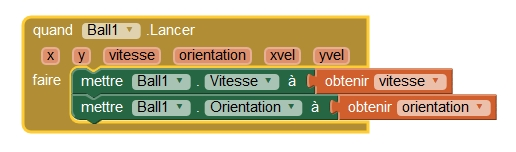 quand Ball1 .Lancer
x y vitesse orientation xvel yvel
faire mettre Ball1 . Vitesse à obtenir vitesse
mettre Ball1 . Orientation à obtenir orientation